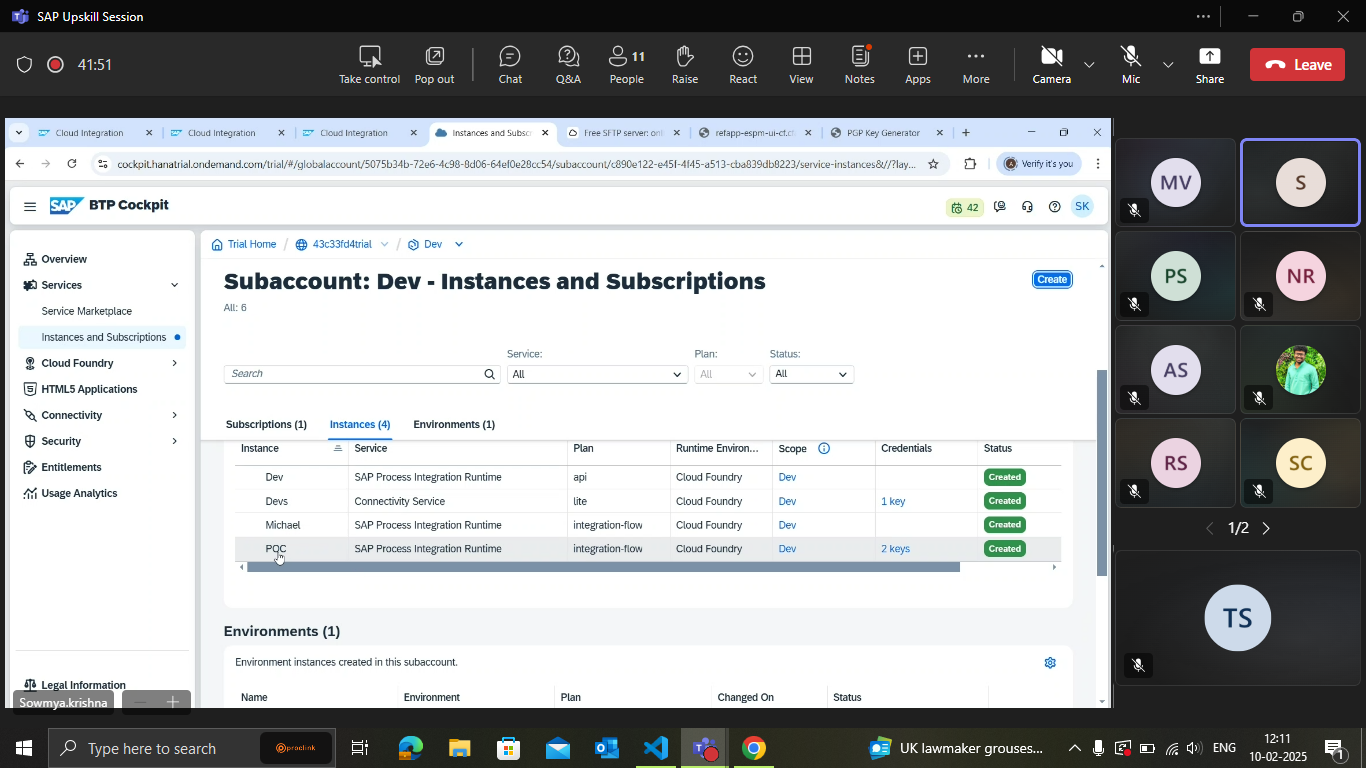 SAP Upskill Session
41:51
Take control
Pop out
Chat
Q&A
11
People
Raise
React
View
Notes
Apps
More
Camera
Mic
Share
Leave
Cloud Integration
Cloud Integration
Cloud Integration
Instances and Subsc
Free SFTP server: onl
refapp-espm-ui-cf.cf
PGP Key Generator
cockpit.hanatrial.ondemand.com/trial/#/globalaccount/5075b34b-72e6-4c98-8d06-64ef0e28cc54/subaccount/c890e122-e45f-4f45-a513-cba839db8223/service-instances&//?lay...
Verify it's you
SAP BTP Cockpit
42
SK
Overview
Services
Service Marketplace
Instances and Subscriptions
Cloud Foundry
HTML5 Applications
Connectivity
Security
Entitlements
Usage Analytics
Legal Information
Trial Home / 43c33fd4trial / Dev
Subaccount: Dev - Instances and Subscriptions
Create
All: 6
Service: Plan: Status:
Search All All All
Subscriptions (1) Instances (4) Environments (1)
Instance Service Plan Runtime Environ... Scope Credentials Status
Dev SAP Process Integration Runtime api Cloud Foundry Dev Created
Devs Connectivity Service lite Cloud Foundry Dev 1 key Created
Michael SAP Process Integration Runtime integration-flow Cloud Foundry Dev Created
POC SAP Process Integration Runtime integration-flow Cloud Foundry Dev 2 keys Created
Environments (1)
Environment instances created in this subaccount.
Name Environment Plan Changed On Status
Sowmya.krishna
MV
S
PS
NR
AS
RS
SC
1/2
TS
Type here to search
proclink
UK lawmaker grouses...
ENG
12:11
10-02-2025
1